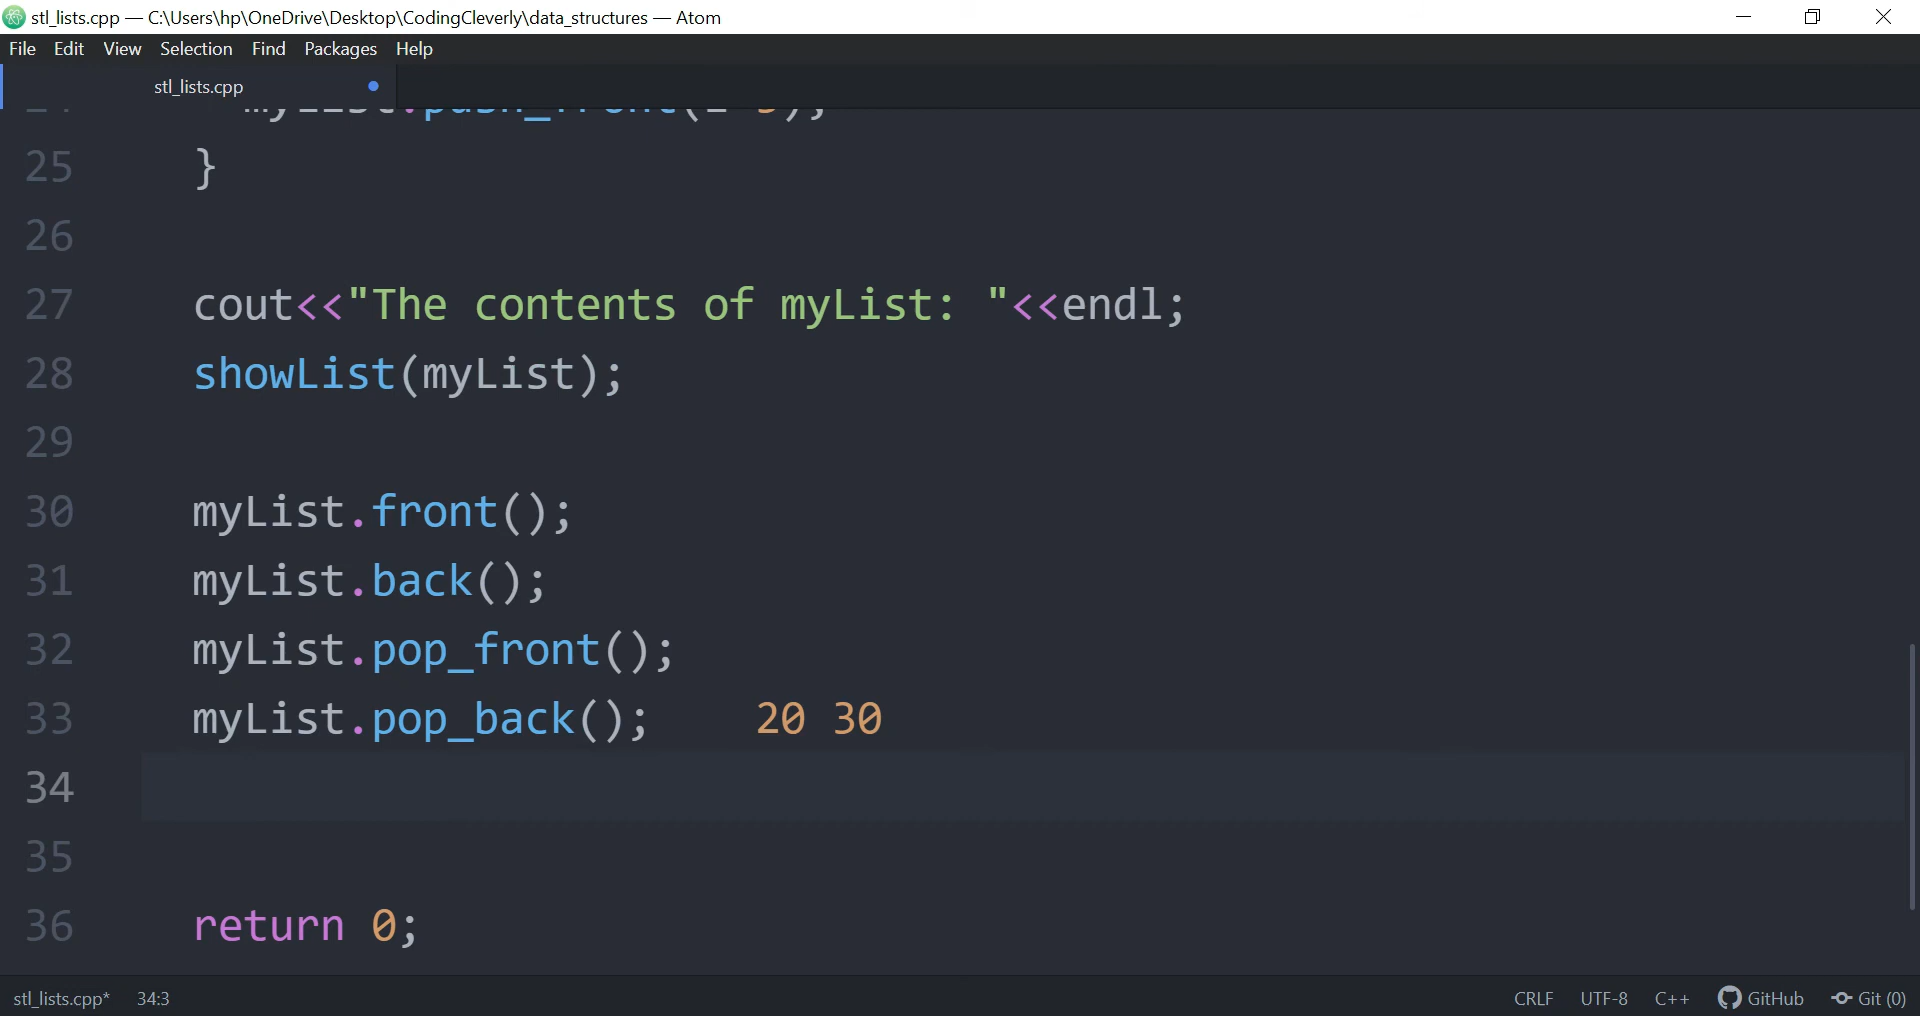 stl_lists.cpp — C:\Users\hp\OneDrive\Desktop\CodingCleverly\data_structures — Atom
File Edit View Selection Find Packages Help
stl_lists.cpp
25 }
26
27 cout<<"The contents of myList: "<<endl;
28 showList(myList);
29
30 myList.front();
31 myList.back();
32 myList.pop_front();
33 myList.pop_back(); 20 30
34
35
36 return 0;
stl_lists.cpp* 34:3 CRLF UTF-8 C++ GitHub Git (0)